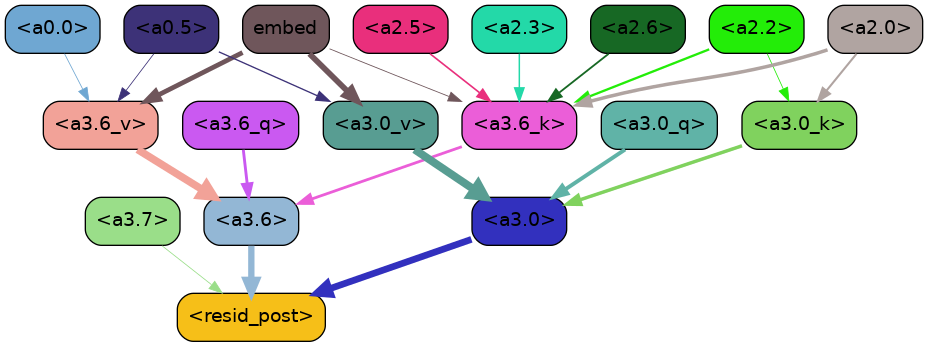 <a0.0> <a0.5> embed <a2.5> <a2.3> <a2.6> <a2.2> <a2.0>
<a3.6_v> <a3.6_q> <a3.0_v> <a3.6_k> <a3.0_q> <a3.0_k>
<a3.7> <a3.6> <a3.0>
<resid_post>